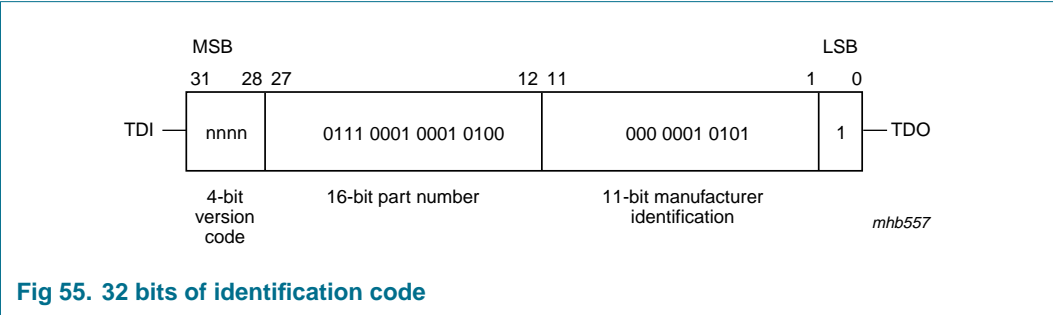 MSB LSB
31 28 27 12 11 1 0
TDI nnnn 0111 0001 0001 0100 000 0001 0101 1 TDO
4-bit 16-bit part number 11-bit manufacturer
version identification
code
mhb557
Fig 55. 32 bits of identification code